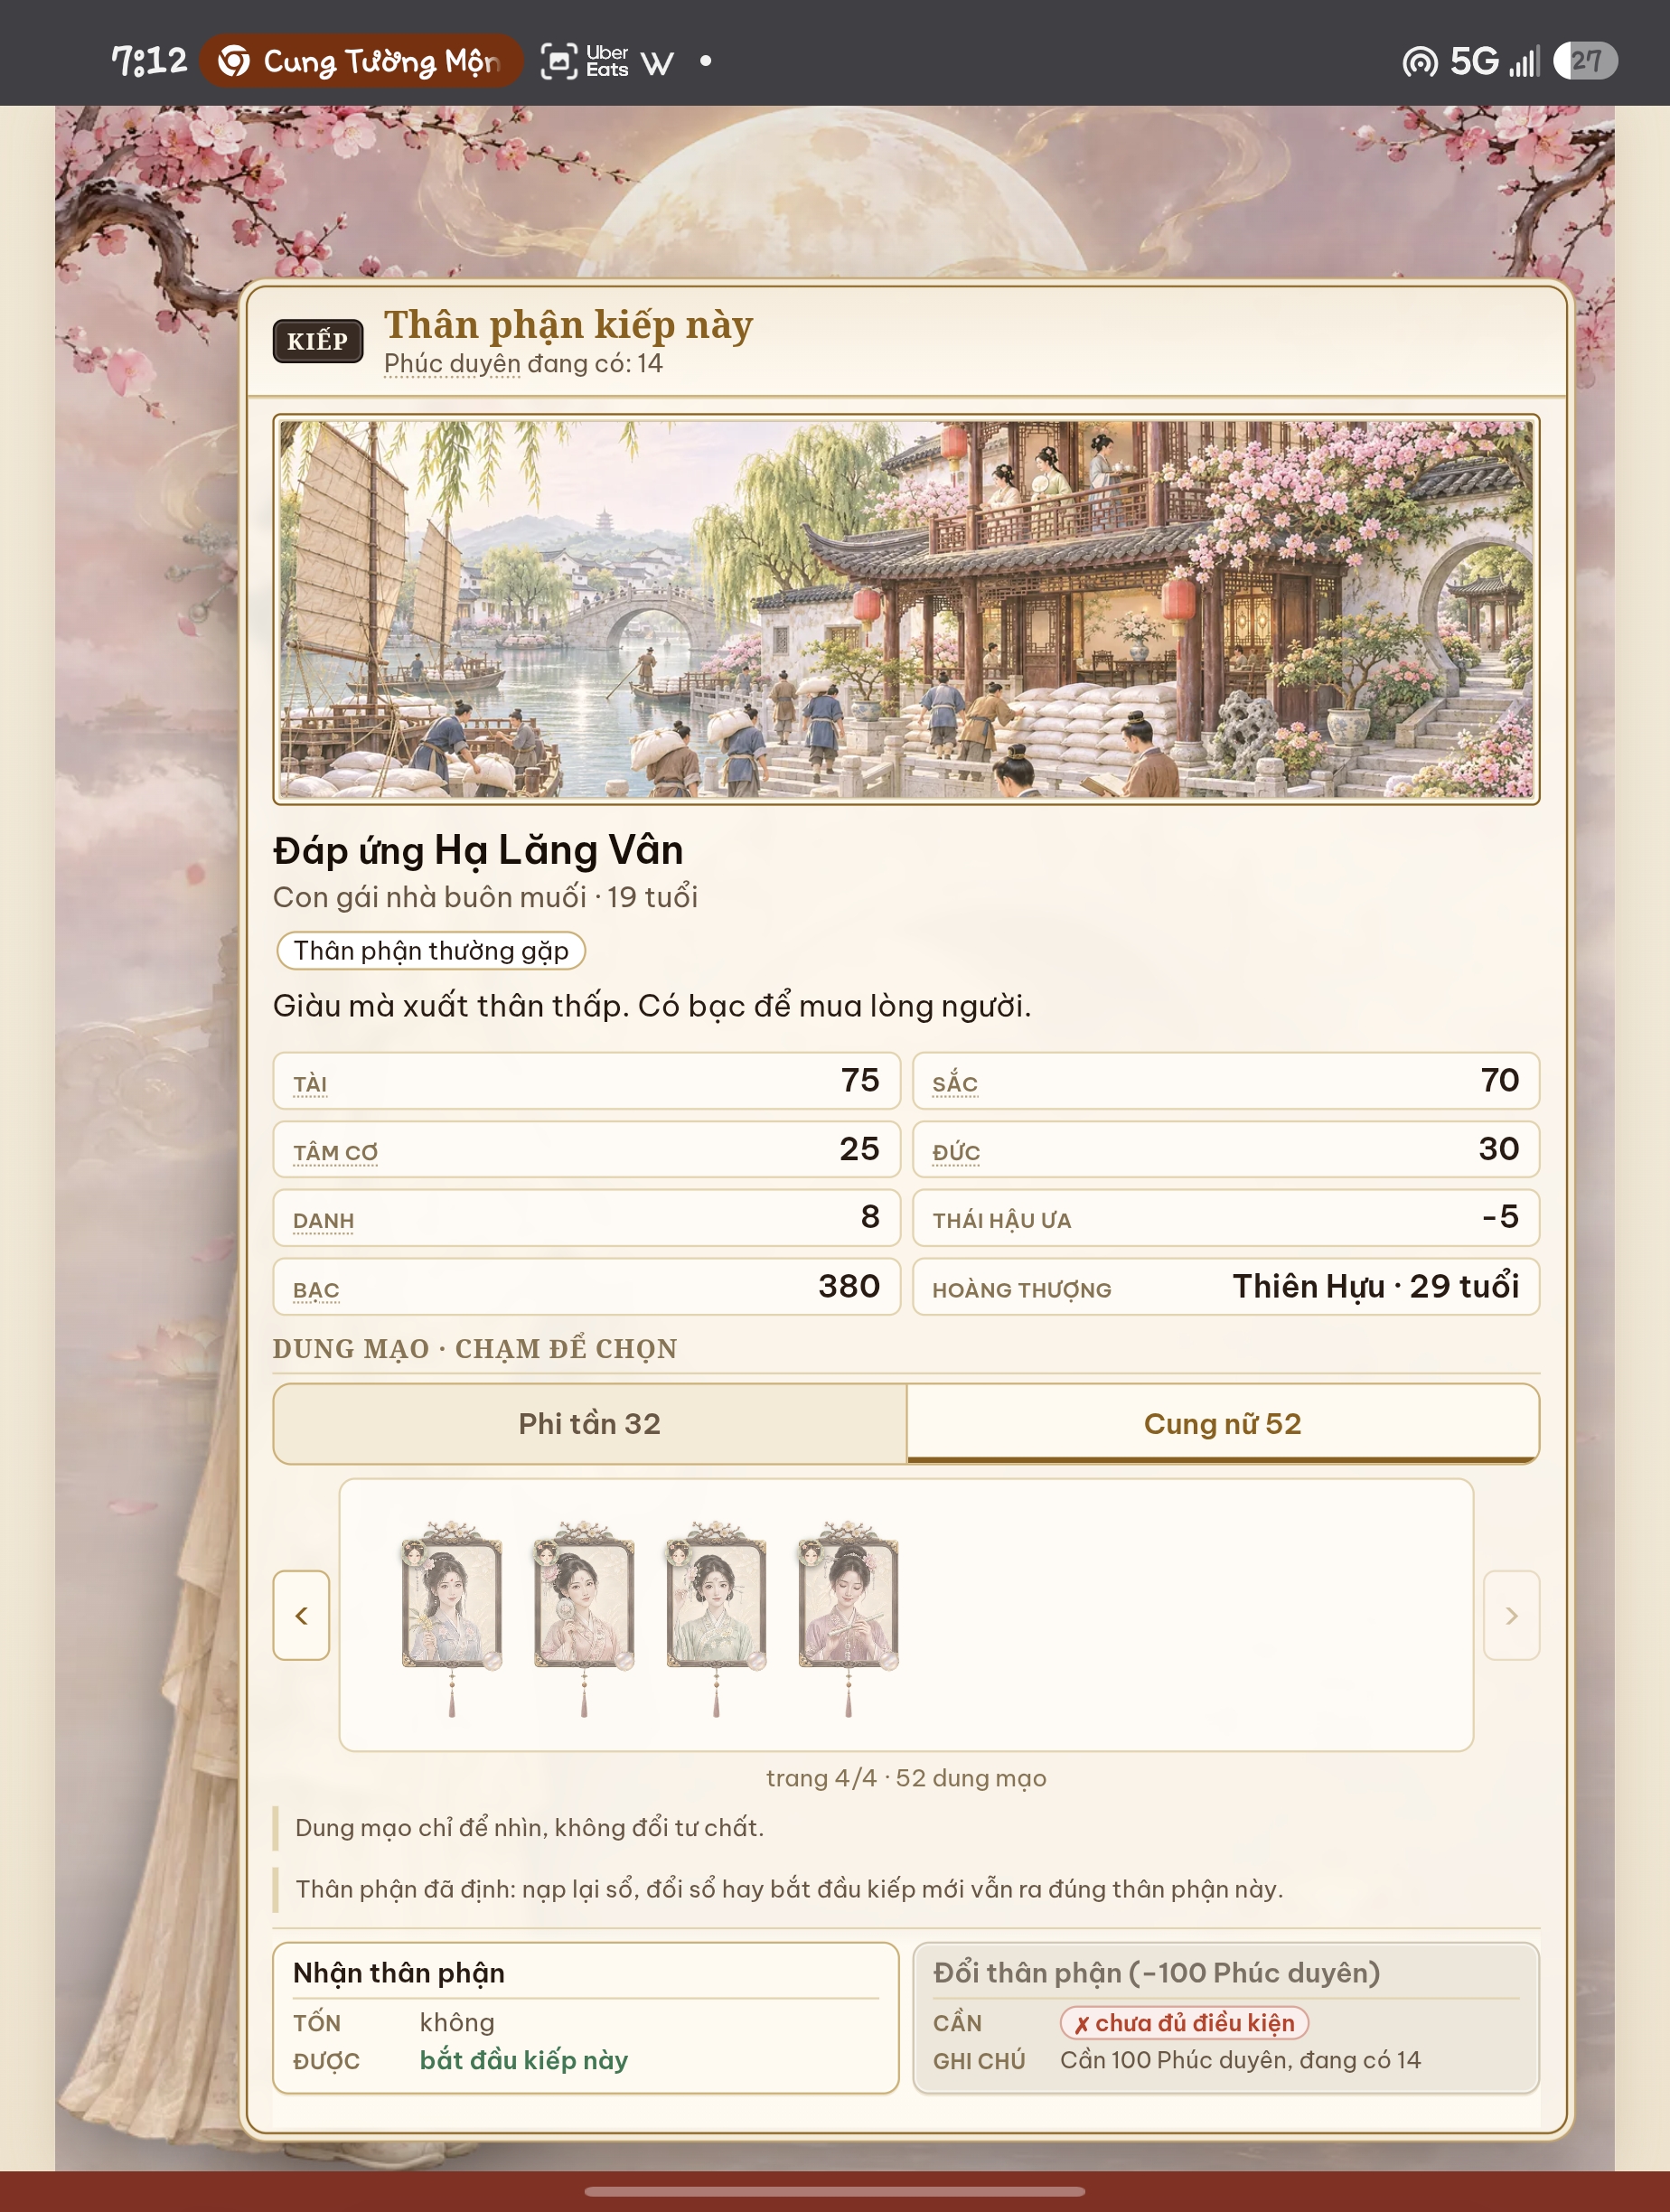 7:12
Cung Tường Mộn
Uber
Eats
W
5G
27
KIẾP
Thân phận kiếp này
Phúc duyên đang có: 14
Đáp ứng Hạ Lăng Vân
Con gái nhà buôn muối · 19 tuổi
Thân phận thường gặp
Giàu mà xuất thân thấp. Có bạc để mua lòng người.
TÀI 75
SẮC 70
TÂM CƠ 25
ĐỨC 30
DANH 8
THÁI HẬU ƯA -5
BẠC 380
HOÀNG THƯỢNG Thiên Hựu · 29 tuổi
DUNG MẠO · CHẠM ĐỂ CHỌN
Phi tần 32
Cung nữ 52
‹
›
trang 4/4 · 52 dung mạo
Dung mạo chỉ để nhìn, không đổi tư chất.
Thân phận đã định: nạp lại sổ, đổi sổ hay bắt đầu kiếp mới vẫn ra đúng thân phận này.
Nhận thân phận
TỐN không
ĐƯỢC bắt đầu kiếp này
Đổi thân phận (-100 Phúc duyên)
CẦN ✗ chưa đủ điều kiện
GHI CHÚ Cần 100 Phúc duyên, đang có 14